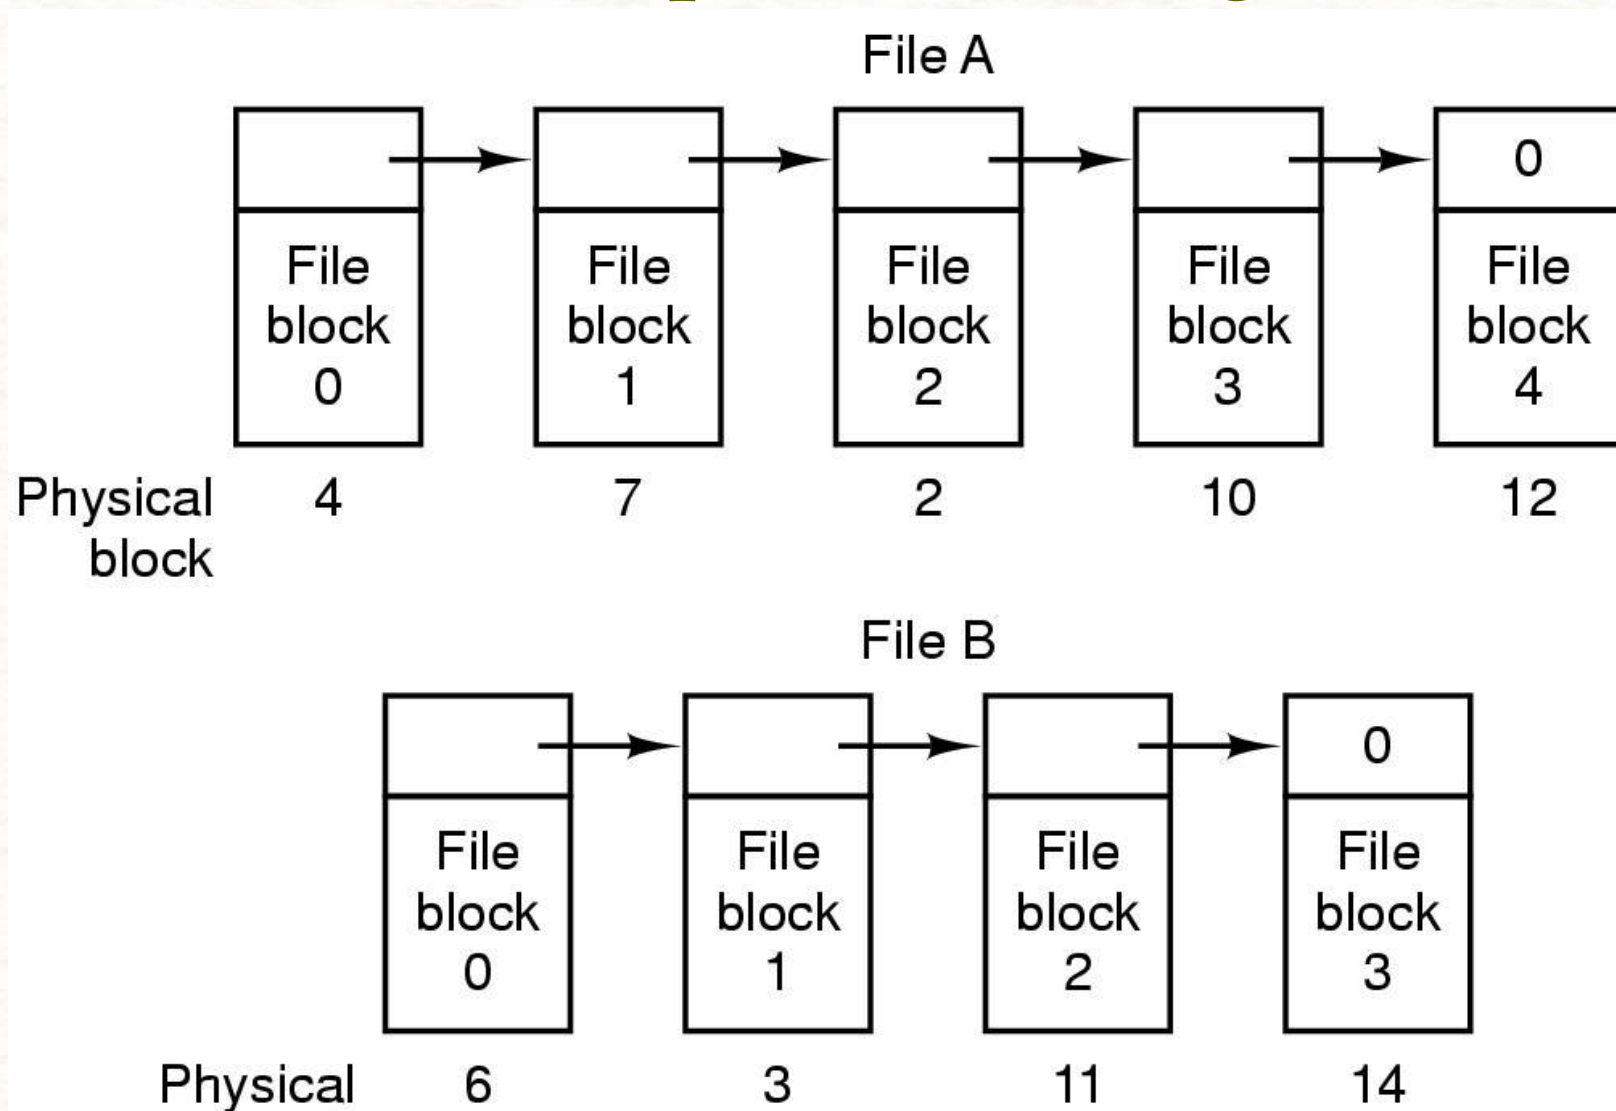 File A
0
File File File File File
block block block block block
0 1 2 3 4
Physical 4 7 2 10 12
block
File B
0
File File File File
block block block block
0 1 2 3
Physical 6 3 11 14